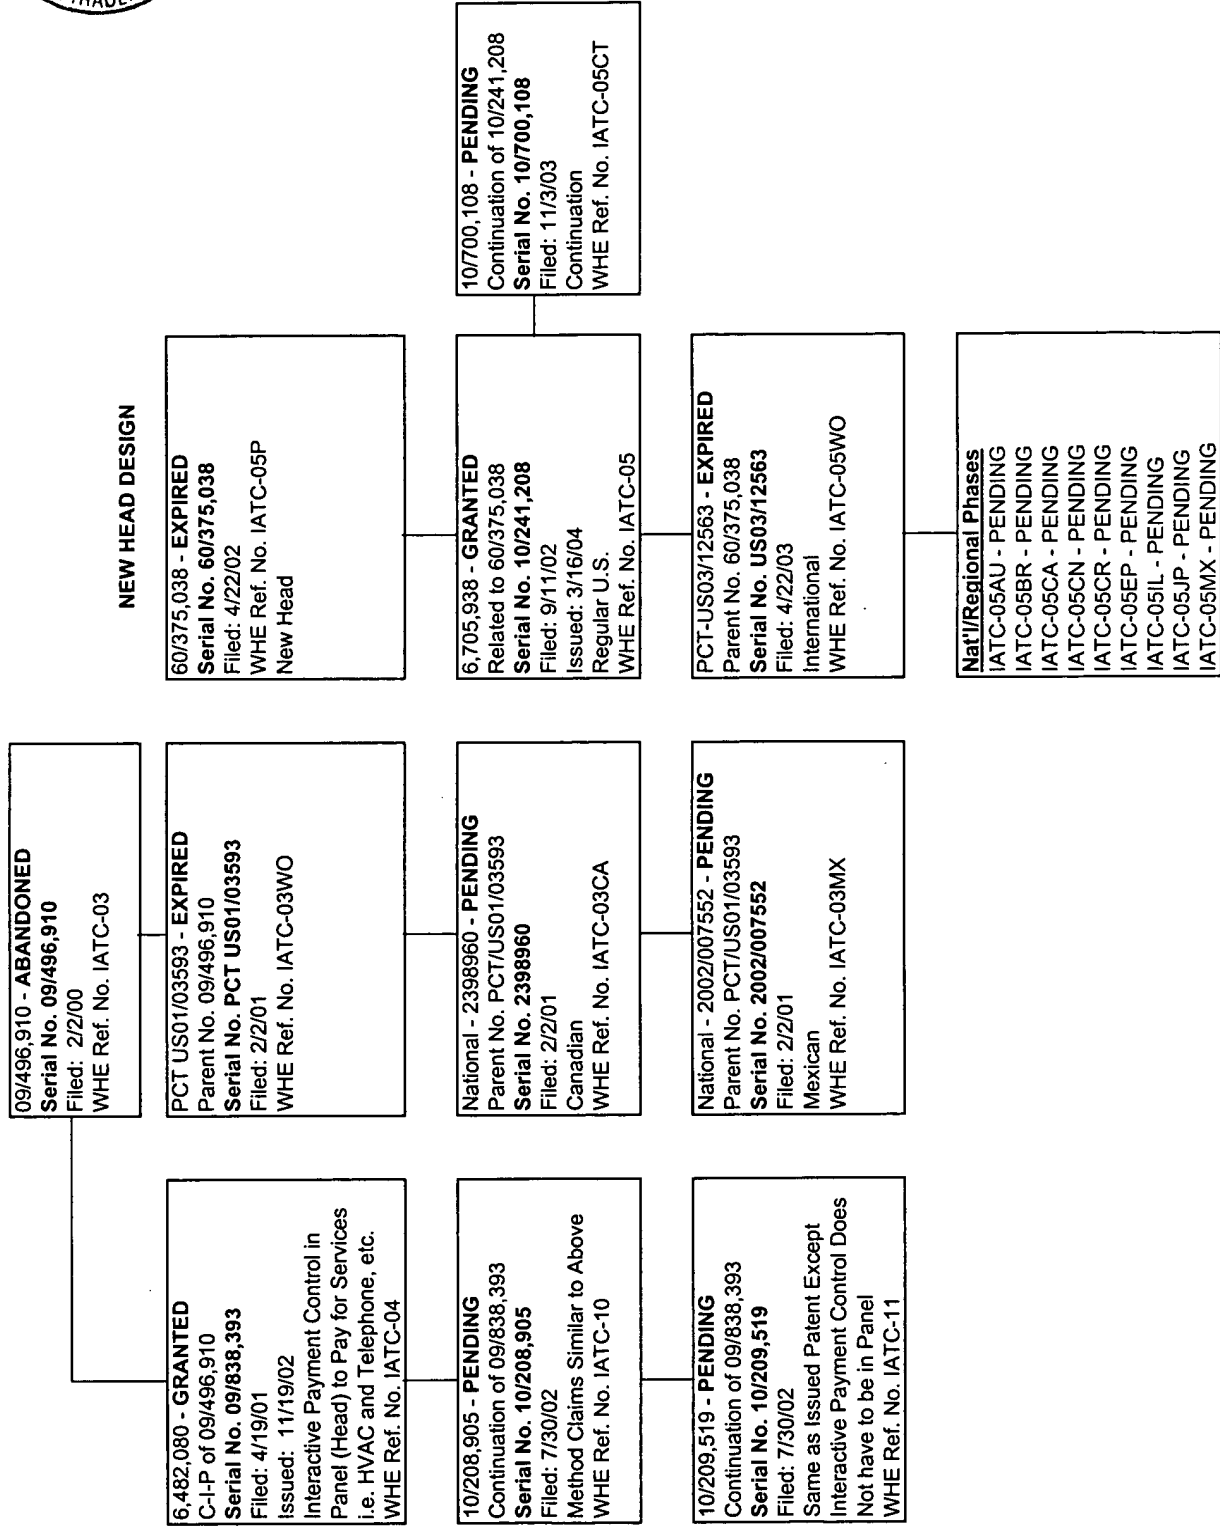 TRADE
09/496,910 - ABANDONED
Serial No. 09/496,910
Filed: 2/2/00
WHE Ref. No. IATC-03
6,482,080 - GRANTED
C-I-P of 09/496,910
Serial No. 09/838,393
Filed: 4/19/01
Issued: 11/19/02
Interactive Payment Control in
Panel (Head) to Pay for Services
i.e. HVAC and Telephone, etc.
WHE Ref. No. IATC-04
10/208,905 - PENDING
Continuation of 09/838,393
Serial No. 10/208,905
Filed: 7/30/02
Method Claims Similar to Above
WHE Ref. No. IATC-10
10/209,519 - PENDING
Continuation of 09/838,393
Serial No. 10/209,519
Filed: 7/30/02
Same as Issued Patent Except
Interactive Payment Control Does
Not have to be in Panel
WHE Ref. No. IATC-11
PCT US01/03593 - EXPIRED
Parent No. 09/496,910
Serial No. PCT US01/03593
Filed: 2/2/01
WHE Ref. No. IATC-03WO
National - 2398960 - PENDING
Parent No. PCT/US01/03593
Serial No. 2398960
Filed: 2/2/01
Canadian
WHE Ref. No. IATC-03CA
National - 2002/007552 - PENDING
Parent No. PCT/US01/03593
Serial No. 2002/007552
Filed: 2/2/01
Mexican
WHE Ref. No. IATC-03MX
NEW HEAD DESIGN
60/375,038 - EXPIRED
Serial No. 60/375,038
Filed: 4/22/02
WHE Ref. No. IATC-05P
New Head
6,705,938 - GRANTED
Related to 60/375,038
Serial No. 10/241,208
Filed: 9/11/02
Issued: 3/16/04
Regular U.S.
WHE Ref. No. IATC-05
PCT-US03/12563 - EXPIRED
Parent No. 60/375,038
Serial No. US03/12563
Filed: 4/22/03
International
WHE Ref. No. IATC-05WO
Nat'l/Regional Phases
IATC-05AU - PENDING
IATC-05BR - PENDING
IATC-05CA - PENDING
IATC-05CN - PENDING
IATC-05CR - PENDING
IATC-05EP - PENDING
IATC-05IL - PENDING
IATC-05JP - PENDING
IATC-05MX - PENDING
10/700,108 - PENDING
Continuation of 10/241,208
Serial No. 10/700,108
Filed: 11/3/03
Continuation
WHE Ref. No. IATC-05CT